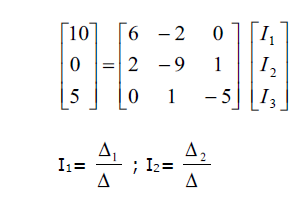 [10] [6 −2 0] [I₁]
[0] = [2 −9 1] [I₂]
[5] [0 1 −5] [I₃]
I₁= Δ₁/Δ ; I₂= Δ₂/Δ